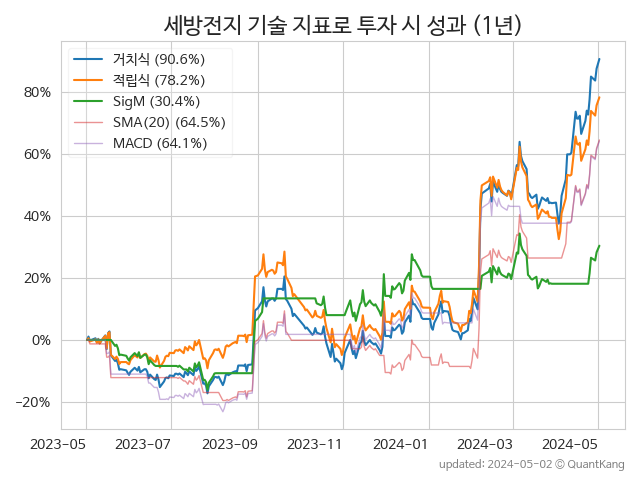 세방전지 기술 지표로 투자 시 성과 (1년)
거치식 (90.6%)
적립식 (78.2%)
SigM (30.4%)
SMA(20) (64.5%)
MACD (64.1%)
80%
60%
40%
20%
0%
−20%
2023-05 2023-07 2023-09 2023-11 2024-01 2024-03 2024-05
updated: 2024-05-02 © QuantKang